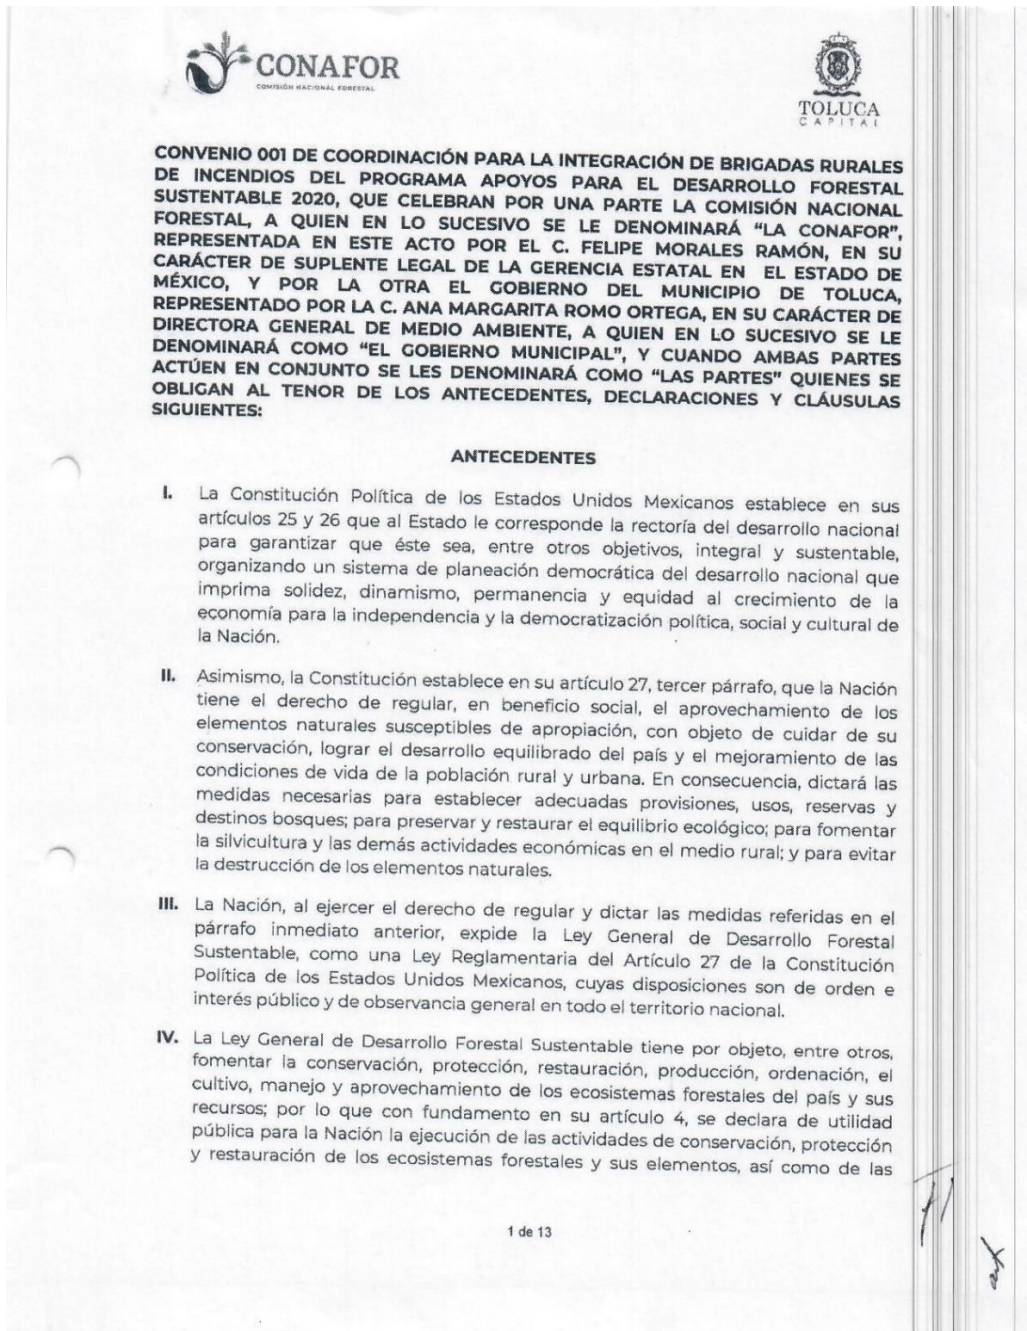 CONAFOR
COMISIÓN NACIONAL FORESTAL
TOLUCA
CAPITAL
CONVENIO 001 DE COORDINACIÓN PARA LA INTEGRACIÓN DE BRIGADAS RURALES
DE INCENDIOS DEL PROGRAMA APOYOS PARA EL DESARROLLO FORESTAL
SUSTENTABLE 2020, QUE CELEBRAN POR UNA PARTE LA COMISIÓN NACIONAL
FORESTAL, A QUIEN EN LO SUCESIVO SE LE DENOMINARÁ “LA CONAFOR”,
REPRESENTADA EN ESTE ACTO POR EL C. FELIPE MORALES RAMÓN, EN SU
CARÁCTER DE SUPLENTE LEGAL DE LA GERENCIA ESTATAL EN EL ESTADO DE
MÉXICO, Y POR LA OTRA EL GOBIERNO DEL MUNICIPIO DE TOLUCA,
REPRESENTADO POR LA C. ANA MARGARITA ROMO ORTEGA, EN SU CARÁCTER DE
DIRECTORA GENERAL DE MEDIO AMBIENTE, A QUIEN EN LO SUCESIVO SE LE
DENOMINARÁ COMO “EL GOBIERNO MUNICIPAL”, Y CUANDO AMBAS PARTES
ACTÚEN EN CONJUNTO SE LES DENOMINARÁ COMO “LAS PARTES” QUIENES SE
OBLIGAN AL TENOR DE LOS ANTECEDENTES, DECLARACIONES Y CLÁUSULAS
SIGUIENTES:
ANTECEDENTES
I. La Constitución Política de los Estados Unidos Mexicanos establece en sus
artículos 25 y 26 que al Estado le corresponde la rectoría del desarrollo nacional
para garantizar que éste sea, entre otros objetivos, integral y sustentable,
organizando un sistema de planeación democrática del desarrollo nacional que
imprima solidez, dinamismo, permanencia y equidad al crecimiento de la
economía para la independencia y la democratización política, social y cultural de
la Nación.
II. Asimismo, la Constitución establece en su artículo 27, tercer párrafo, que la Nación
tiene el derecho de regular, en beneficio social, el aprovechamiento de los
elementos naturales susceptibles de apropiación, con objeto de cuidar de su
conservación, lograr el desarrollo equilibrado del país y el mejoramiento de las
condiciones de vida de la población rural y urbana. En consecuencia, dictará las
medidas necesarias para establecer adecuadas provisiones, usos, reservas y
destinos bosques; para preservar y restaurar el equilibrio ecológico; para fomentar
la silvicultura y las demás actividades económicas en el medio rural; y para evitar
la destrucción de los elementos naturales.
III. La Nación, al ejercer el derecho de regular y dictar las medidas referidas en el
párrafo inmediato anterior, expide la Ley General de Desarrollo Forestal
Sustentable, como una Ley Reglamentaria del Artículo 27 de la Constitución
Política de los Estados Unidos Mexicanos, cuyas disposiciones son de orden e
interés público y de observancia general en todo el territorio nacional.
IV. La Ley General de Desarrollo Forestal Sustentable tiene por objeto, entre otros,
fomentar la conservación, protección, restauración, producción, ordenación, el
cultivo, manejo y aprovechamiento de los ecosistemas forestales del país y sus
recursos; por lo que con fundamento en su artículo 4, se declara de utilidad
pública para la Nación la ejecución de las actividades de conservación, protección
y restauración de los ecosistemas forestales y sus elementos, así como de las
1 de 13